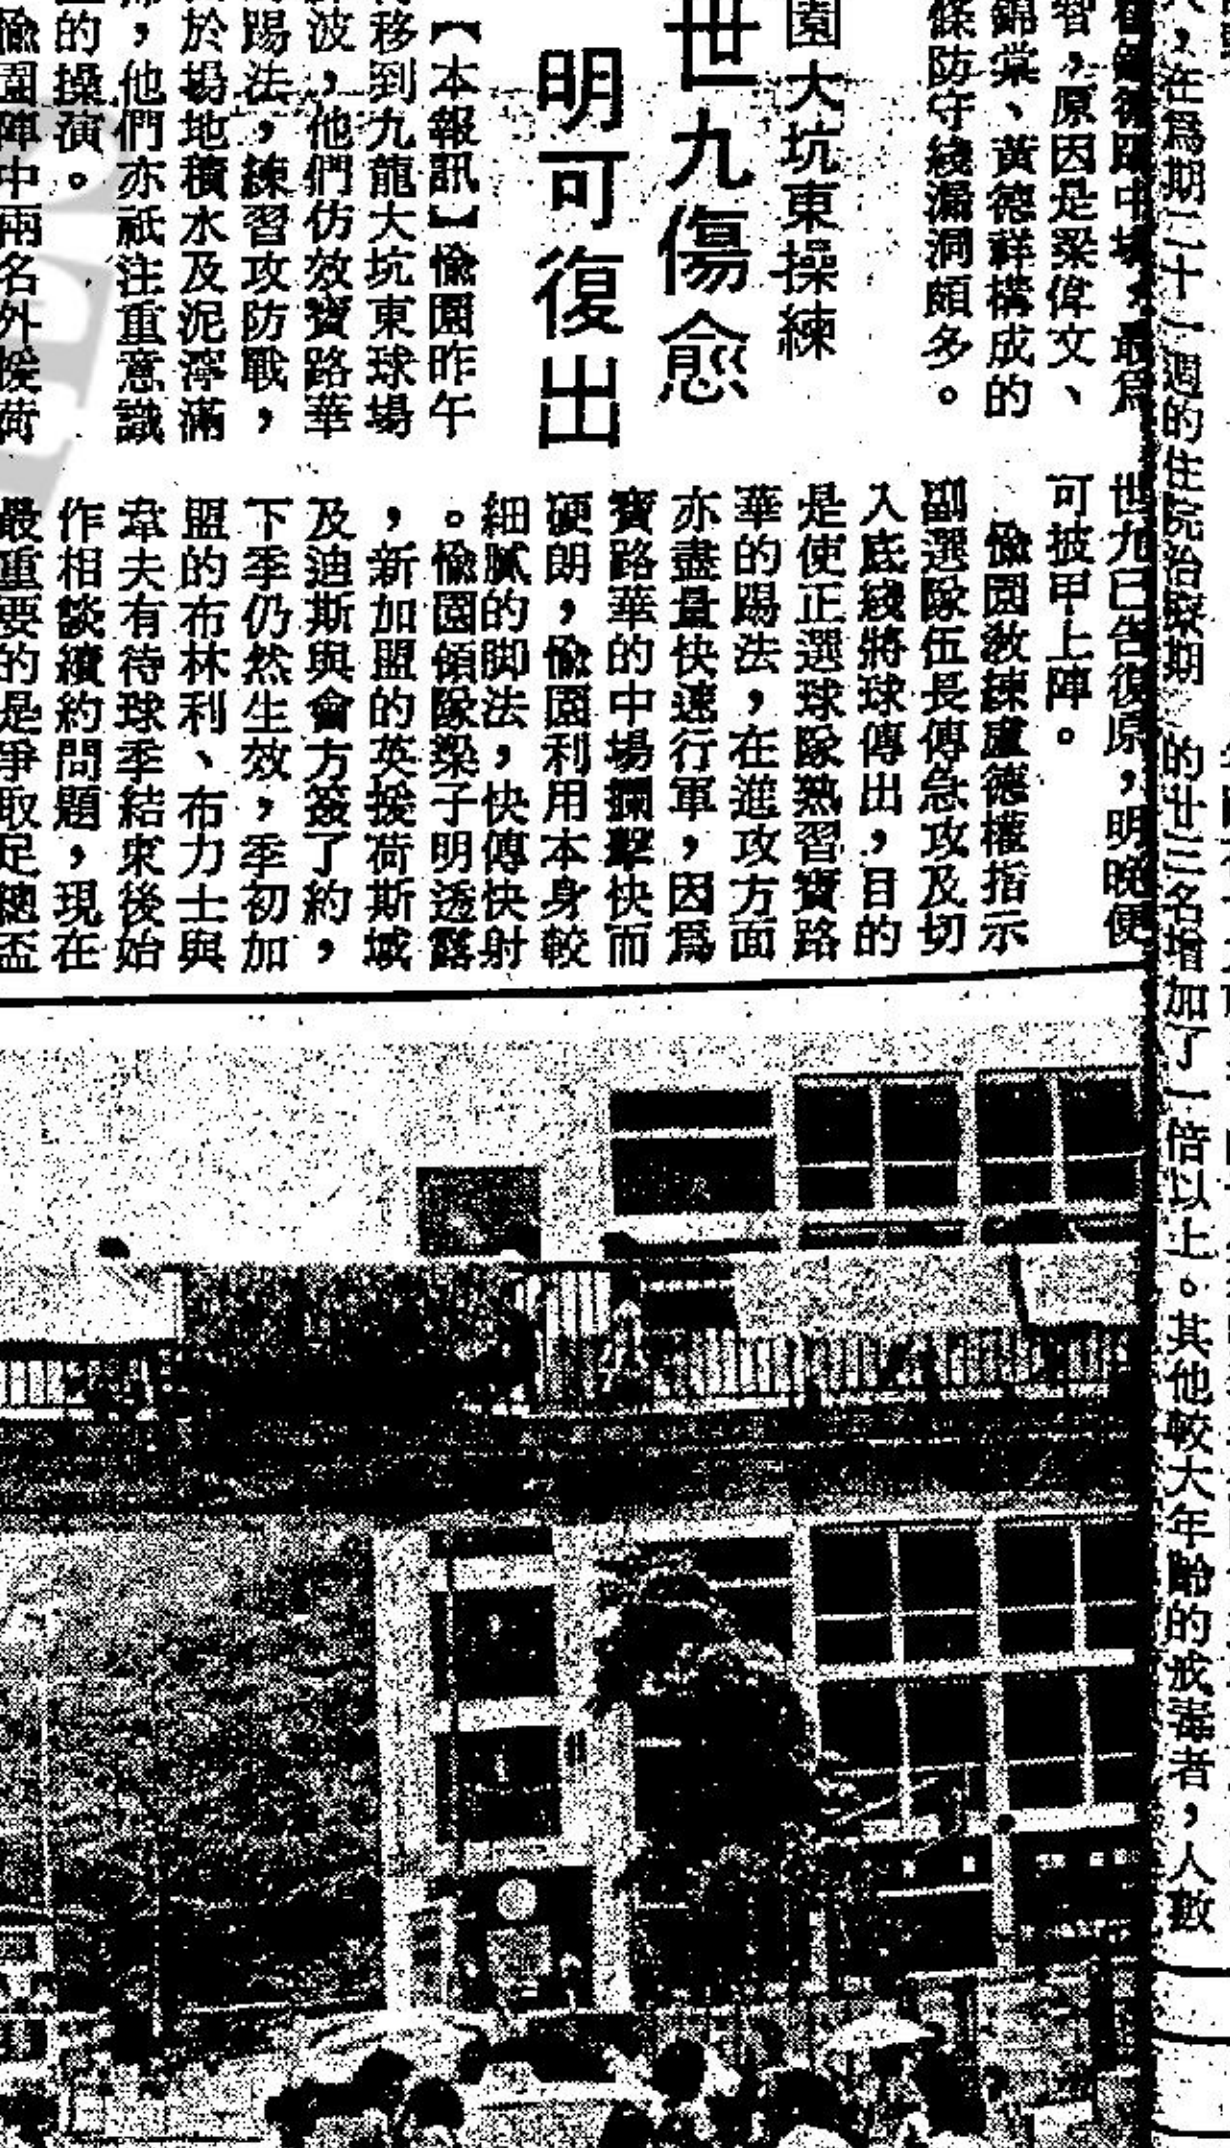 智，原因是梁偉文、
錦棠、黃德祥構成的
條防守綫漏洞頗多。
園大坑東操練
世九傷愈
明可復出
【本報訊】愉園昨午
移到九龍大坑東球場
波，他們仿效寶路華
踢法，練習攻防戰，
於場地積水及泥濘滿
，他們亦祇注重意識
的操演。
愉園陣中兩名外援荷
世九已告復原，明晚便
可披甲上陣。
愉園教練盧德權指示
副選隊伍長傳急攻及切
入底綫將球傳出，目的
是使正選球隊熟習寶路
華的踢法，在進攻方面
亦盡量快速行軍，因爲
寶路華的中場攔擊快而
硬朗，愉園利用本身較
細膩的脚法，快傳快射
。愉園領隊梁子明透露
，新加盟的英援荷斯域
及迪斯與會方簽了約，
下季仍然生效，季初加
盟的布林利、布力士與
韋夫有待球季結束後始
作相談續約問題，現在
最重要的是爭取足總盃
，在爲期二十一週的住院治療期
的廿三名增加了一倍以上。其他較大年齡的戒毒者，人數